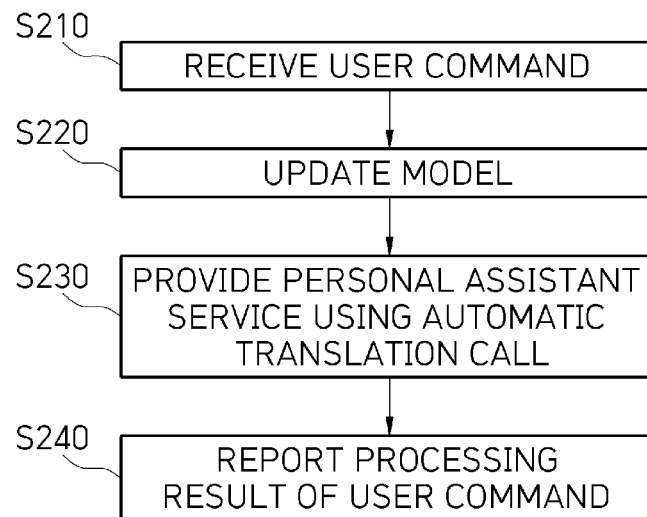 S210
RECEIVE USER COMMAND
S220
UPDATE MODEL
S230
PROVIDE PERSONAL ASSISTANT
SERVICE USING AUTOMATIC
TRANSLATION CALL
S240
REPORT PROCESSING
RESULT OF USER COMMAND